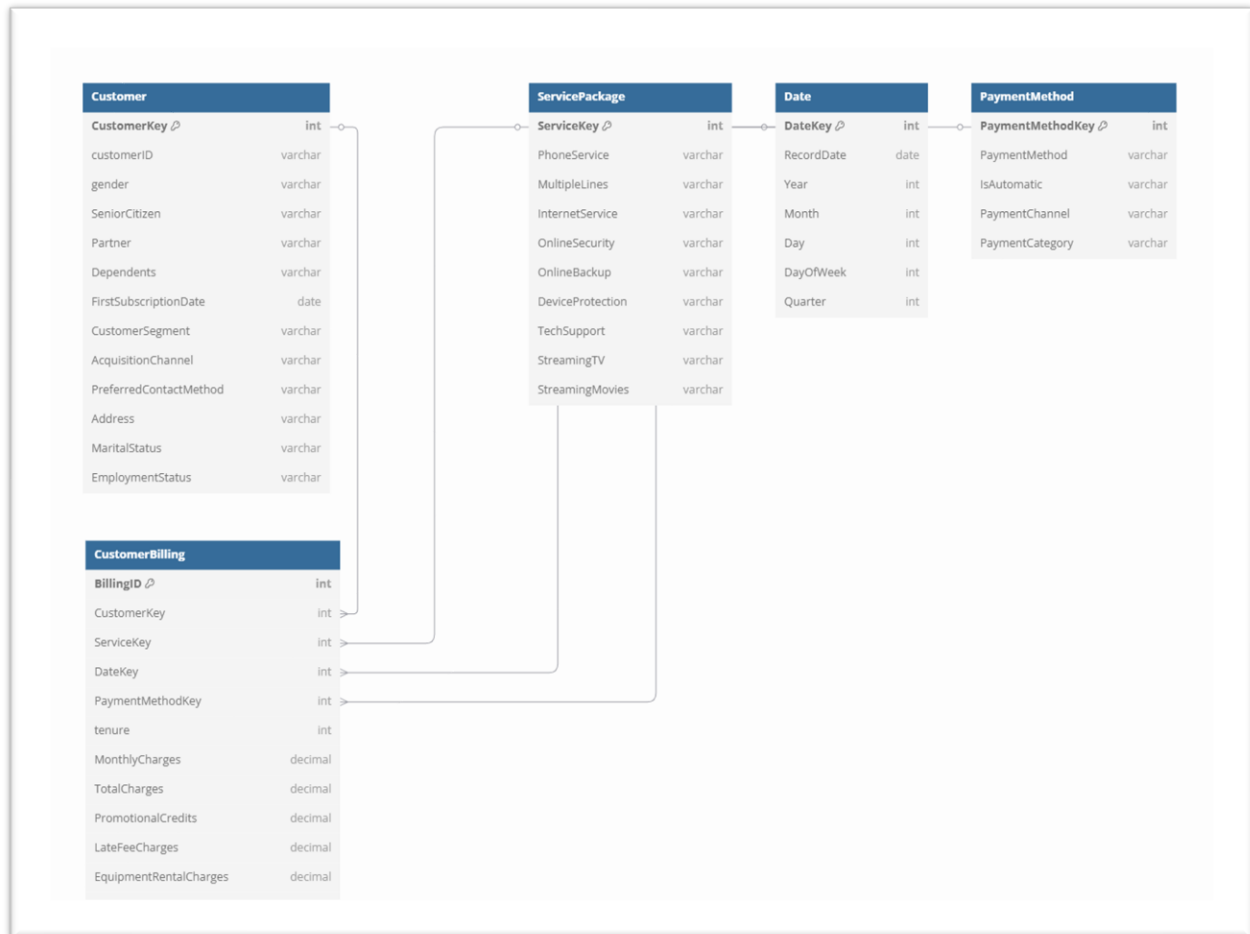 Customer
CustomerKey int
customerID varchar
gender varchar
SeniorCitizen varchar
Partner varchar
Dependents varchar
FirstSubscriptionDate date
CustomerSegment varchar
AcquisitionChannel varchar
PreferredContactMethod varchar
Address varchar
MaritalStatus varchar
EmploymentStatus varchar
ServicePackage
ServiceKey int
PhoneService varchar
MultipleLines varchar
InternetService varchar
OnlineSecurity varchar
OnlineBackup varchar
DeviceProtection varchar
TechSupport varchar
StreamingTV varchar
StreamingMovies varchar
Date
DateKey int
RecordDate date
Year int
Month int
Day int
DayOfWeek int
Quarter int
PaymentMethod
PaymentMethodKey int
PaymentMethod varchar
IsAutomatic varchar
PaymentChannel varchar
PaymentCategory varchar
CustomerBilling
BillingID int
CustomerKey int
ServiceKey int
DateKey int
PaymentMethodKey int
tenure int
MonthlyCharges decimal
TotalCharges decimal
PromotionalCredits decimal
LateFeeCharges decimal
EquipmentRentalCharges decimal